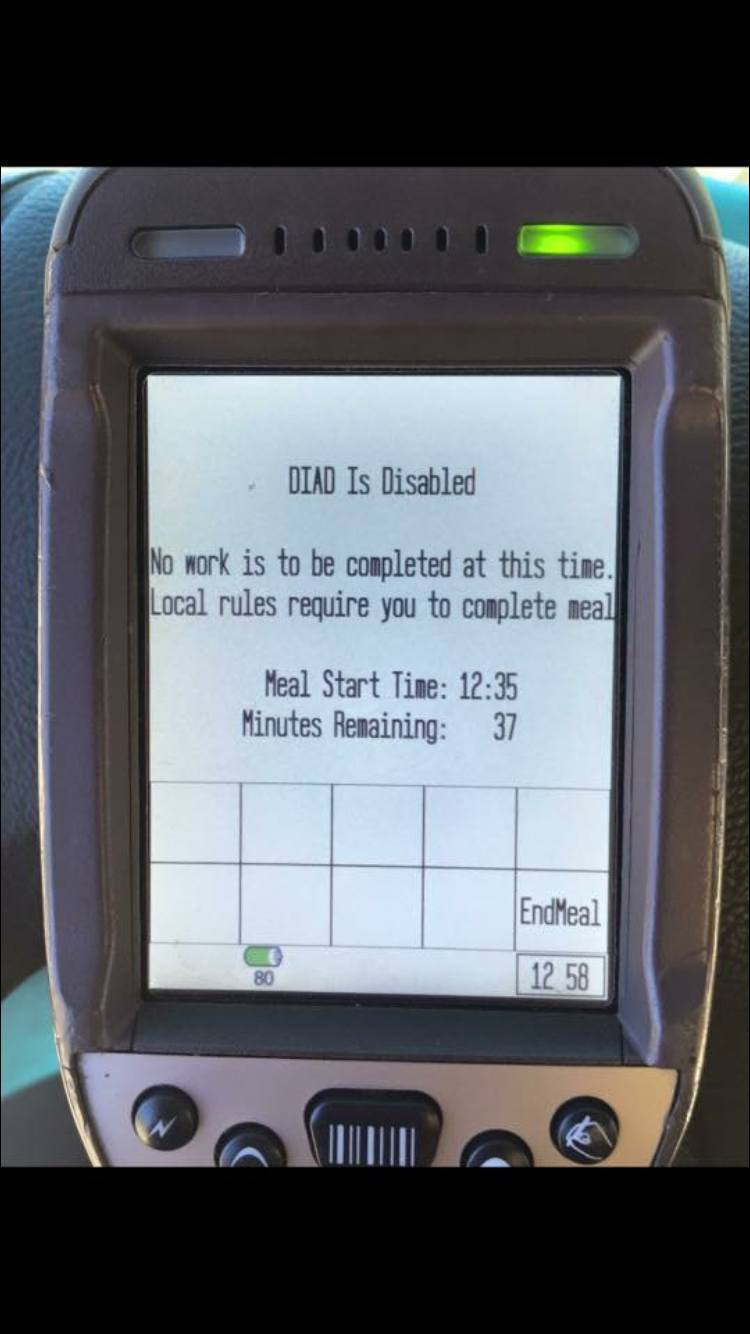 DIAD Is Disabled
No work is to be completed at this time.
Local rules require you to complete meal
Meal Start Time: 12:35
Minutes Remaining: 37
EndMeal
80
12 58